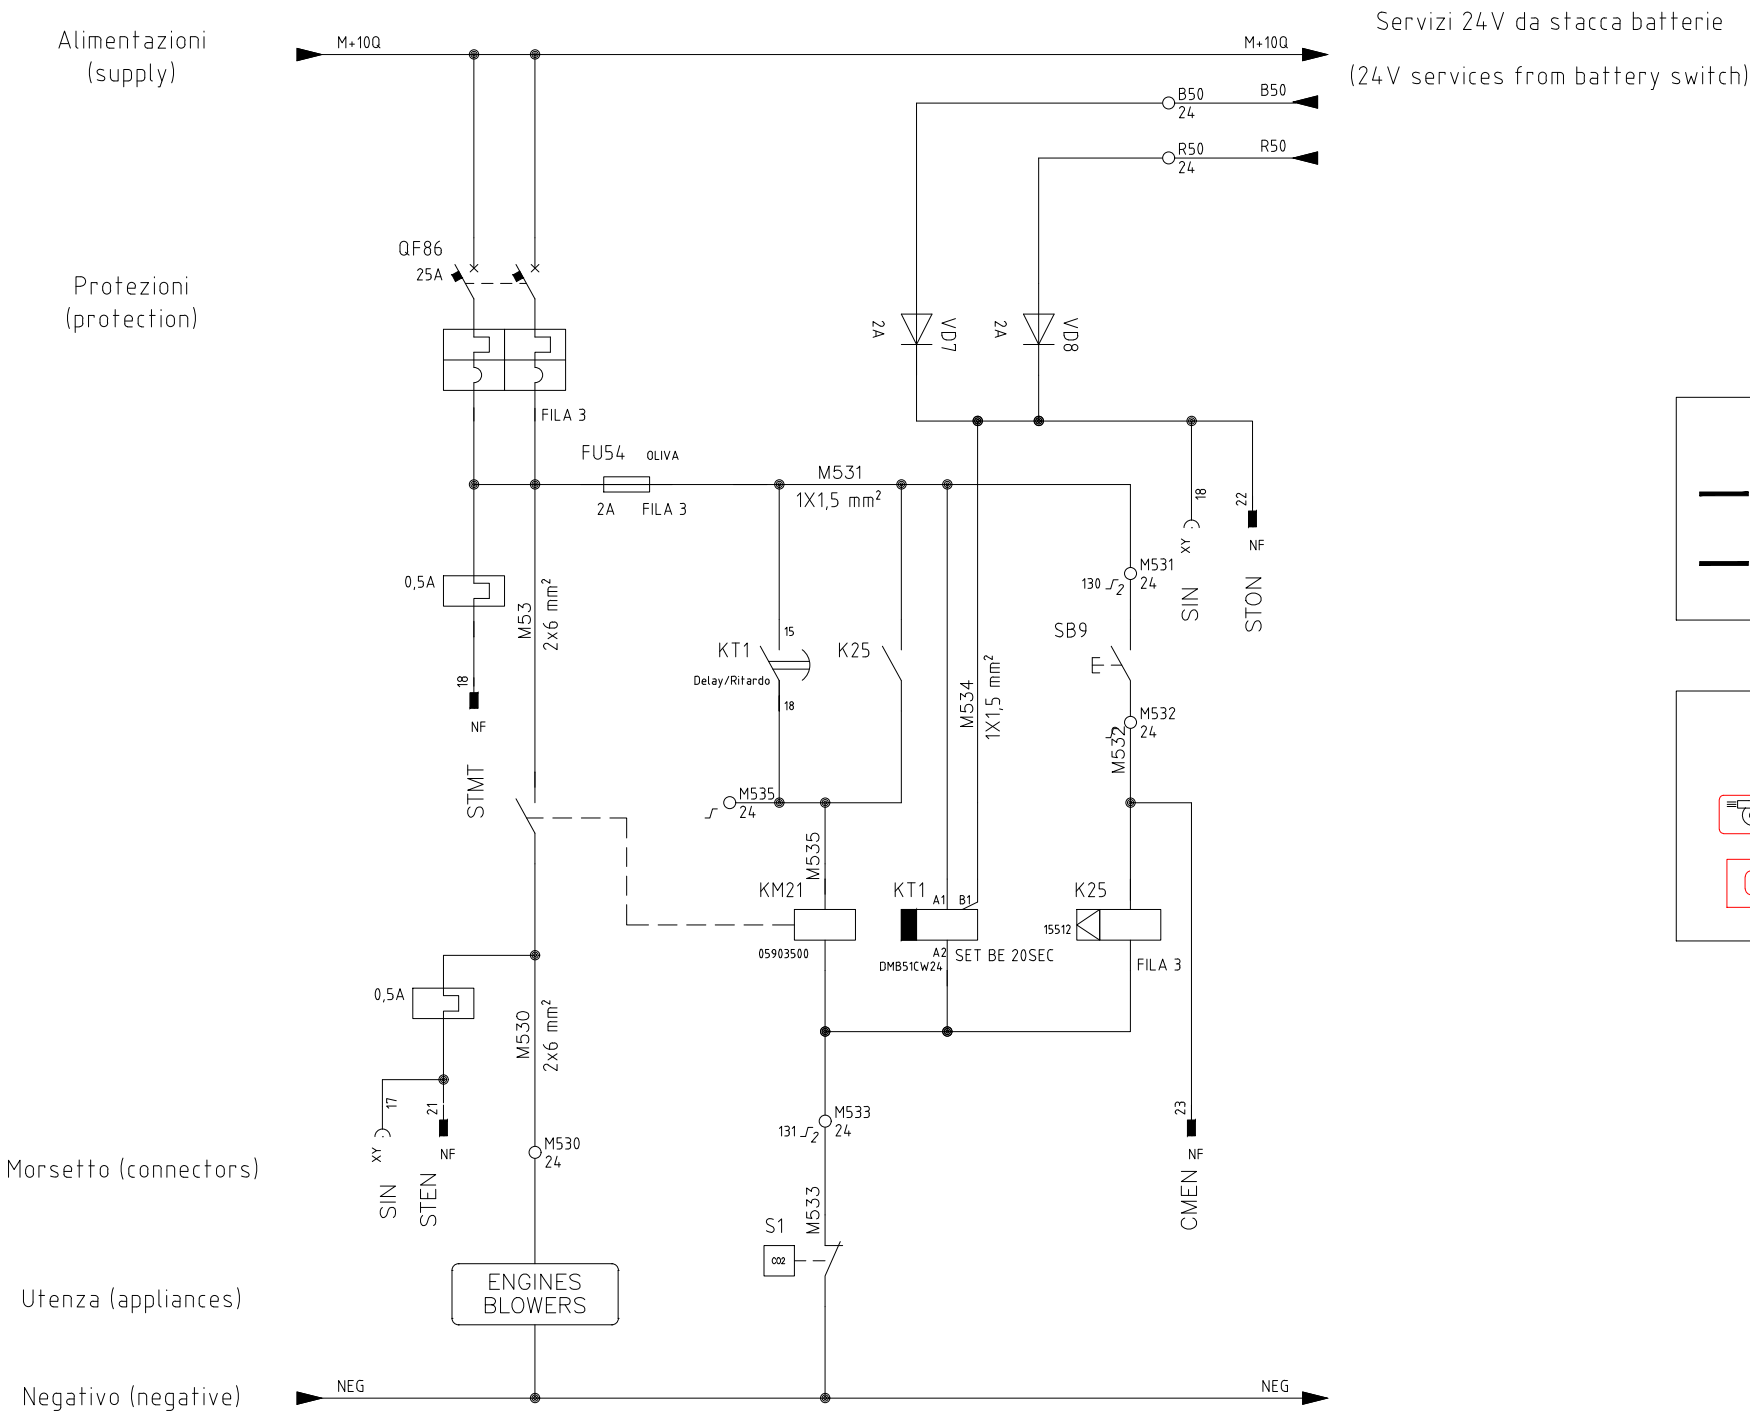 Servizi 24V da stacca batterie
(24V services from battery switch)
Alimentazioni
(supply)
M+10Q
M+10Q
B50
24
B50
R50
24
R50
QF86
25A
Protezioni
(protection)
2A
VD7
2A
VD8
FILA 3
FU54 OLIVA
2A FILA 3
M531
1X1,5 mm²
18
XY
SIN
22
NF
STON
0,5A
M53
2x6 mm²
18
NF
STMT
M531
24
130 2
SB9
M532
24
M532
KT1
Delay/Ritardo
15
18
K25
M534
1X1,5 mm²
M535
24
M535
KM21
05903500
KT1
A1 B1
A2
DMB51CW24
SET BE 20SEC
K25
15512
FILA 3
0,5A
M530
2x6 mm²
17
XY
SIN
21
NF
STEN
M530
24
M533
24
131 2
M533
23
NF
CMEN
Morsetto (connectors)
S1
CO2
ENGINES
BLOWERS
Utenza (appliances)
Negativo (negative)
NEG
NEG